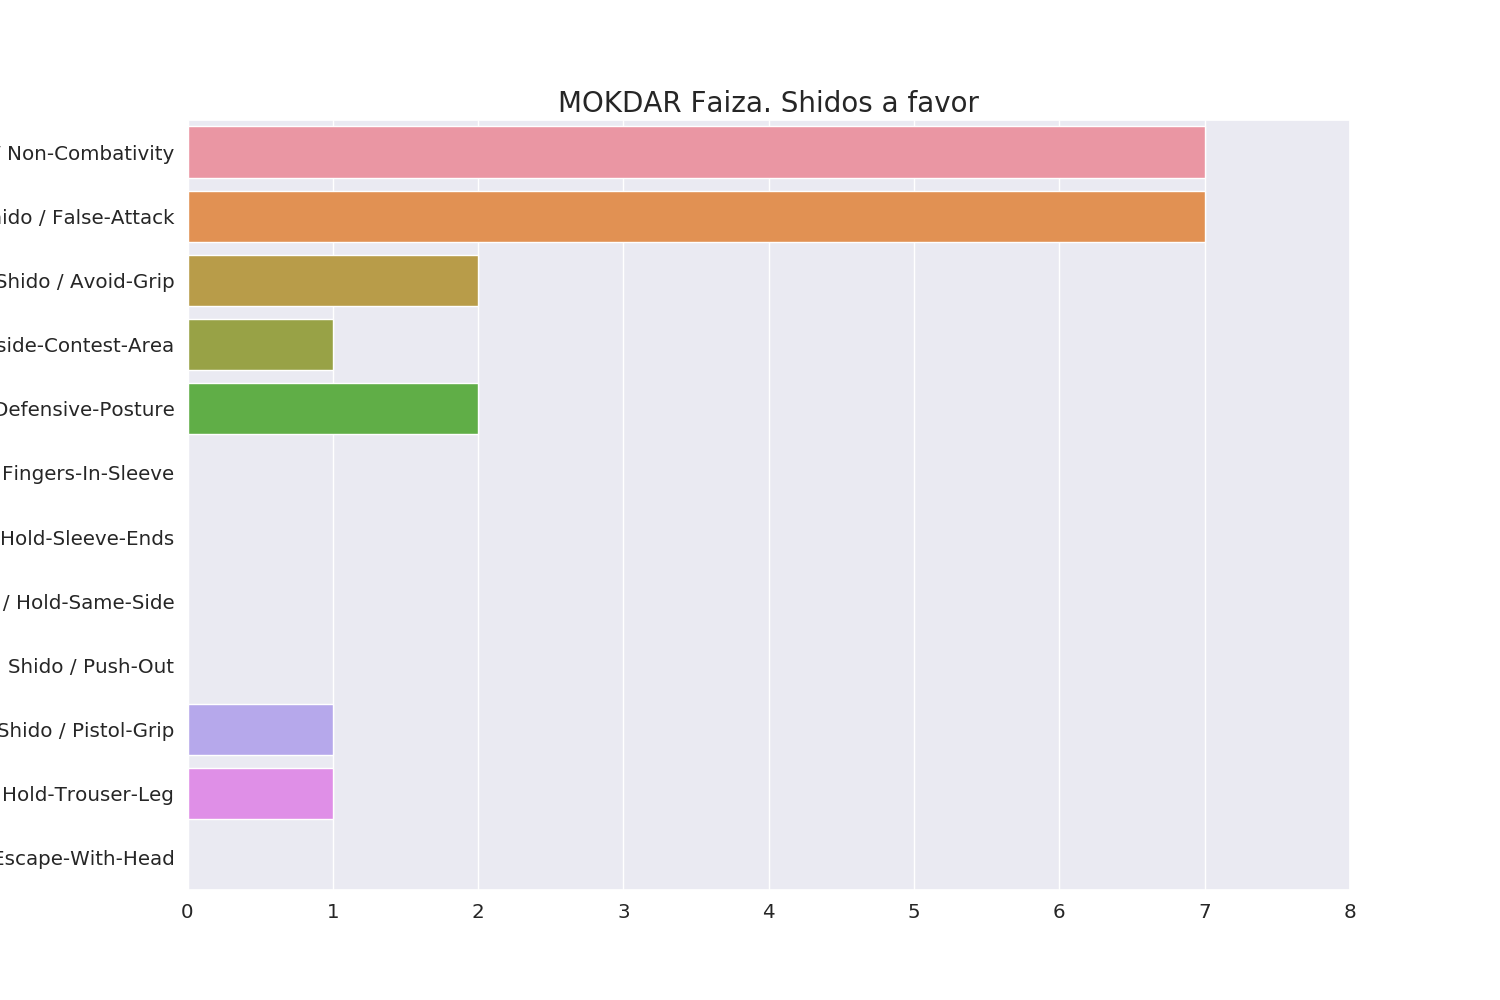 MOKDAR Faiza. Shidos a favor
/ Non-Combativity
ido / False-Attack
Shido / Avoid-Grip
side-Contest-Area
Defensive-Posture
Fingers-In-Sleeve
Hold-Sleeve-Ends
/ Hold-Same-Side
Shido / Push-Out
Shido / Pistol-Grip
Hold-Trouser-Leg
Escape-With-Head
0 1 2 3 4 5 6 7 8